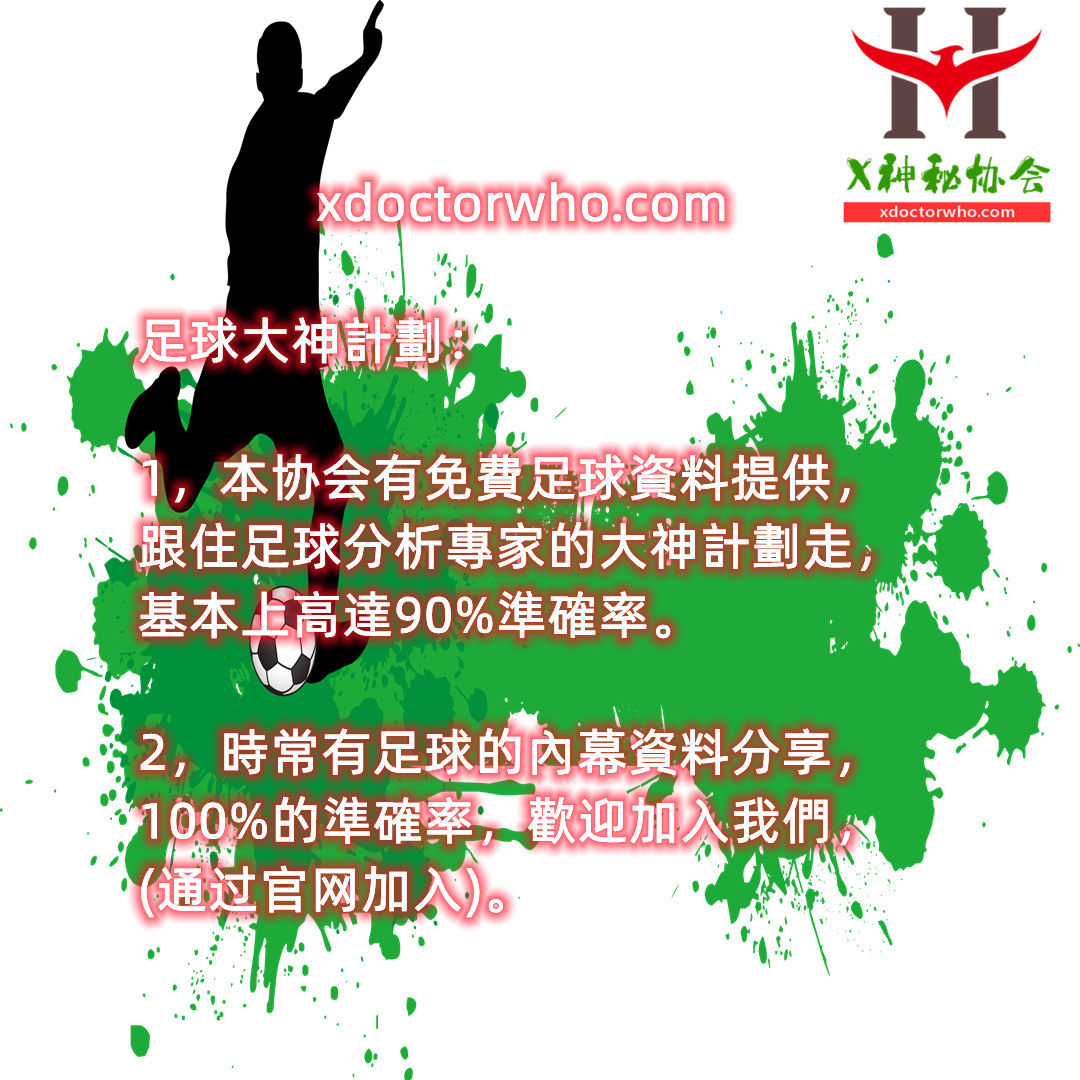 H
X神秘协会
xdoctorwho.com
xdoctorwho.com
足球大神計劃：
1，本协会有免費足球資料提供，
跟住足球分析專家的大神計劃走，
基本上高達90%準確率。
2，時常有足球的內幕資料分享，
100%的準確率，歡迎加入我們，
(通过官网加入)。